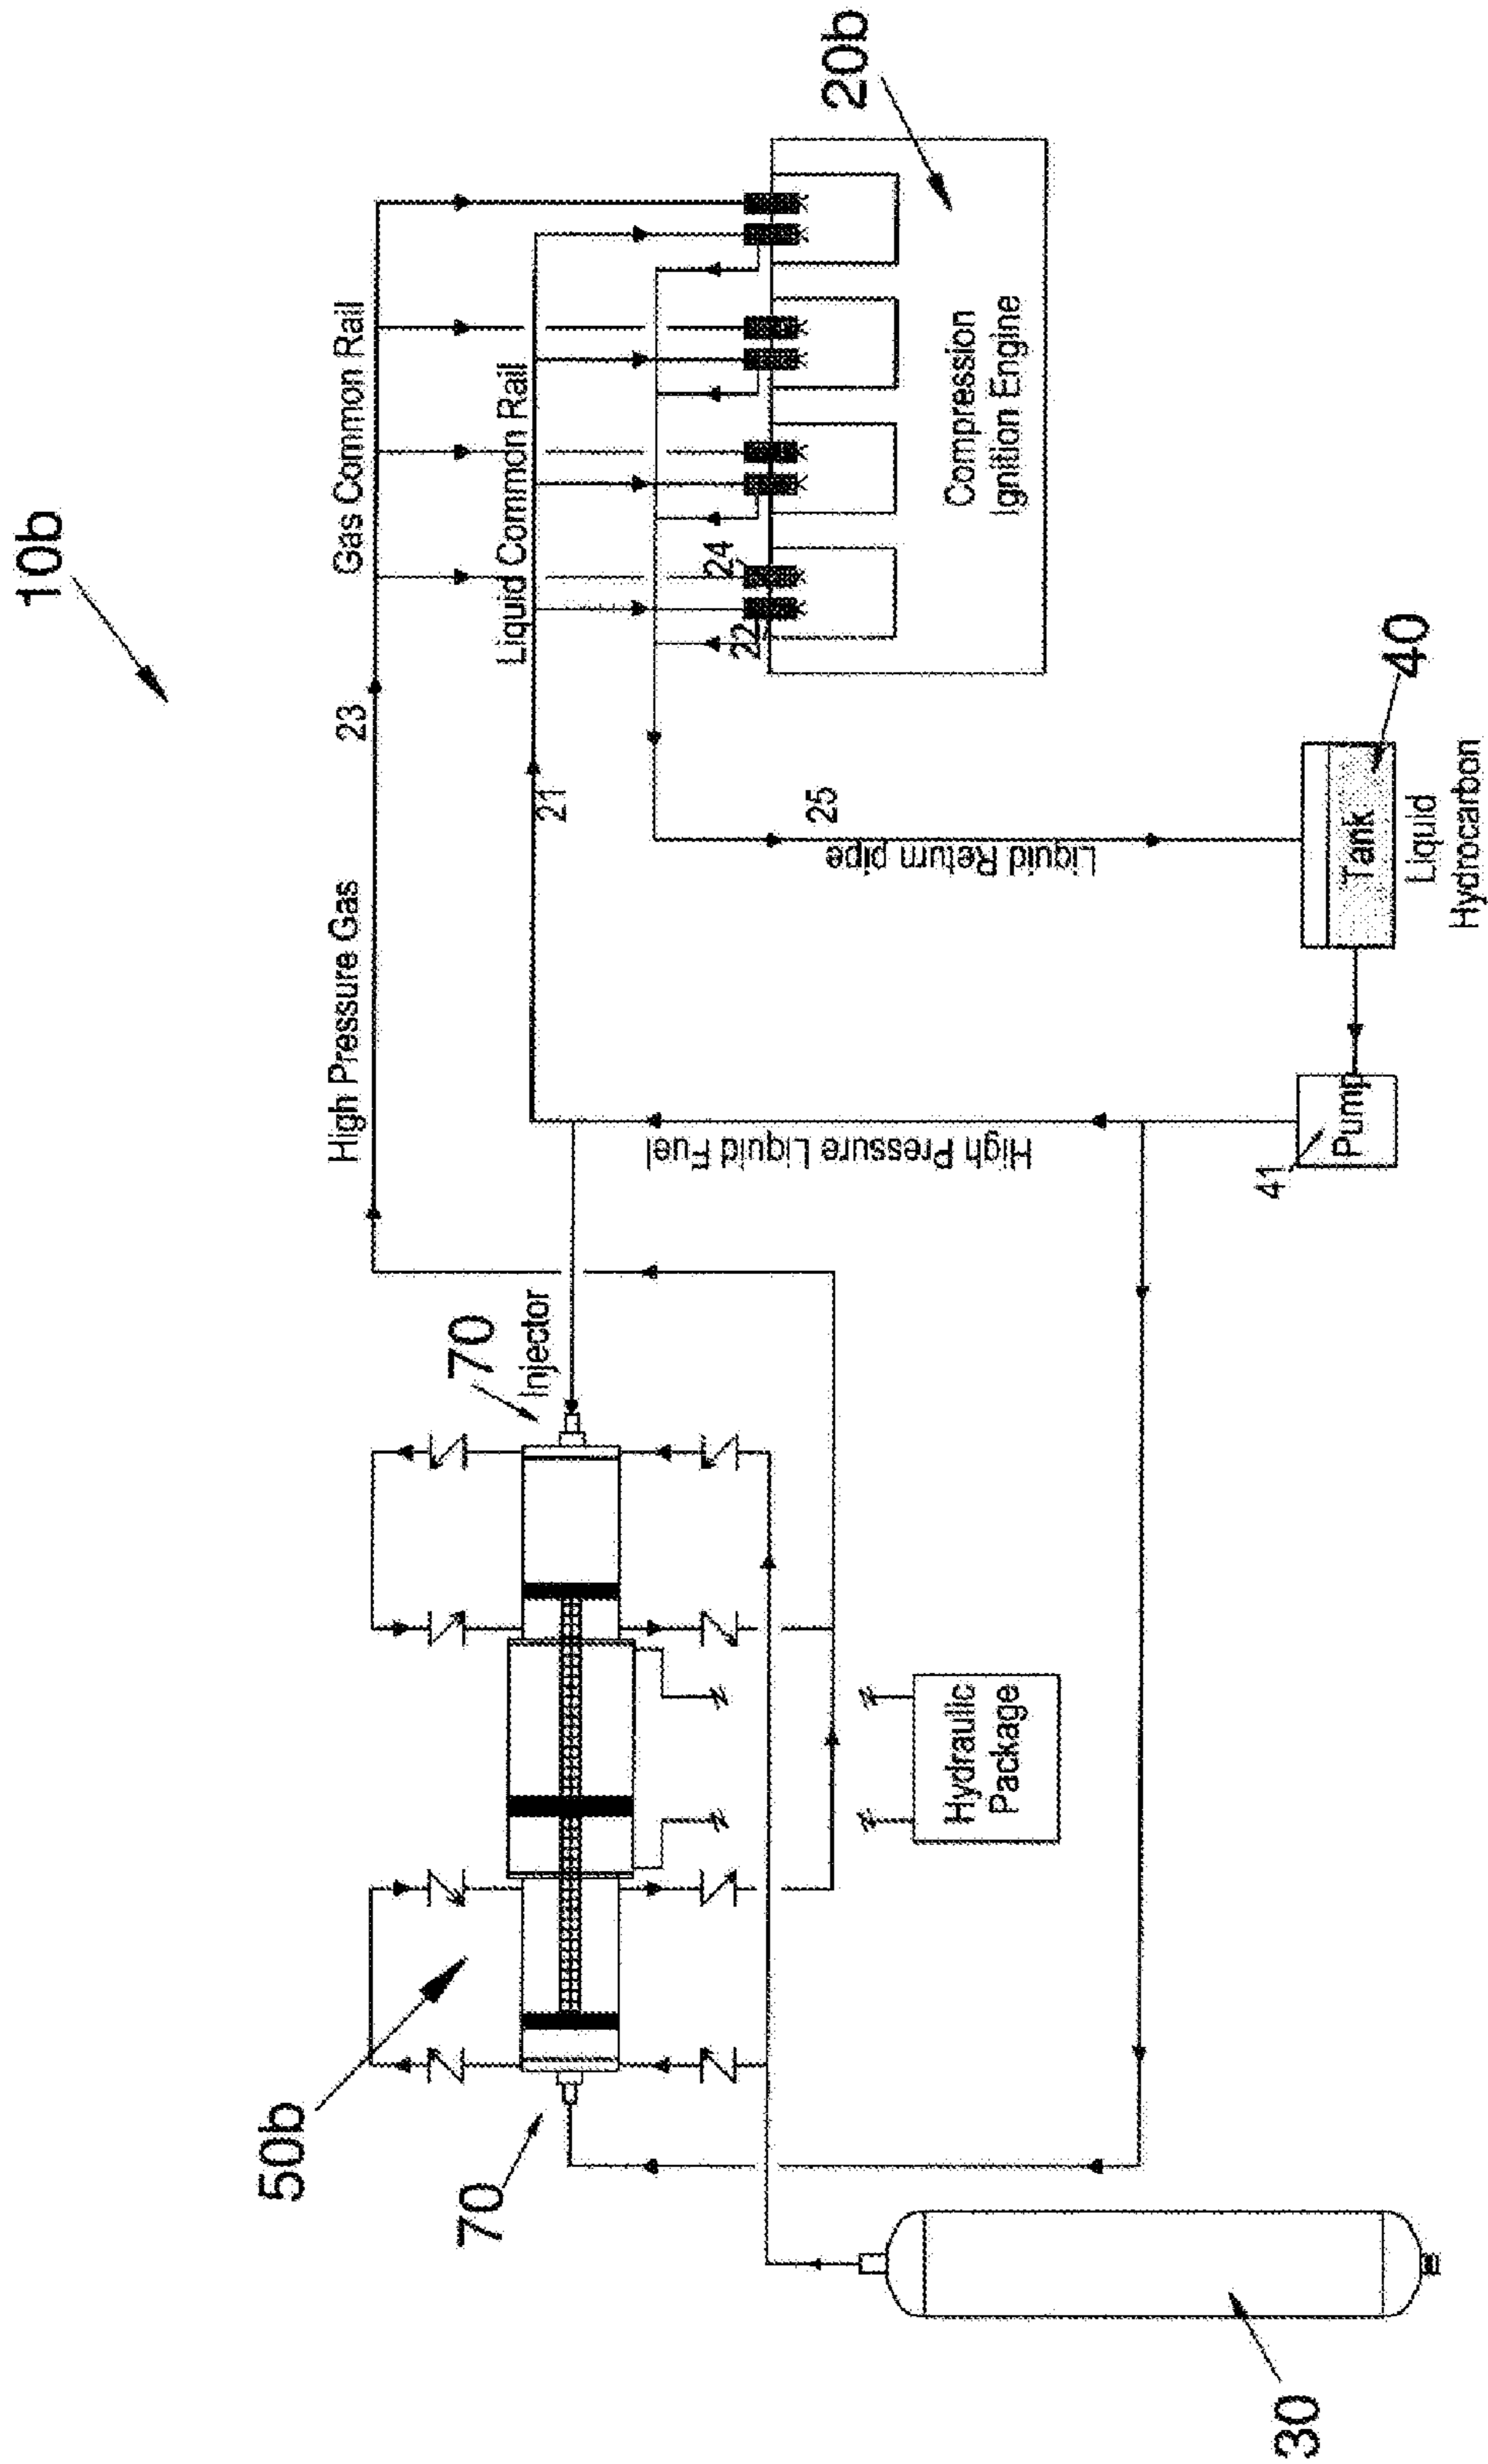 10b
Gas Common Rail
High Pressure Gas
23
Liquid Common Rail
21
20b
24
22
Compression
Ignition Engine
25
Liquid Return pipe
40
Tank
Liquid
Hydrocarbon
Pump
41
High Pressure Liquid Fuel
70
Injector
50b
70
Hydraulic
Package
30